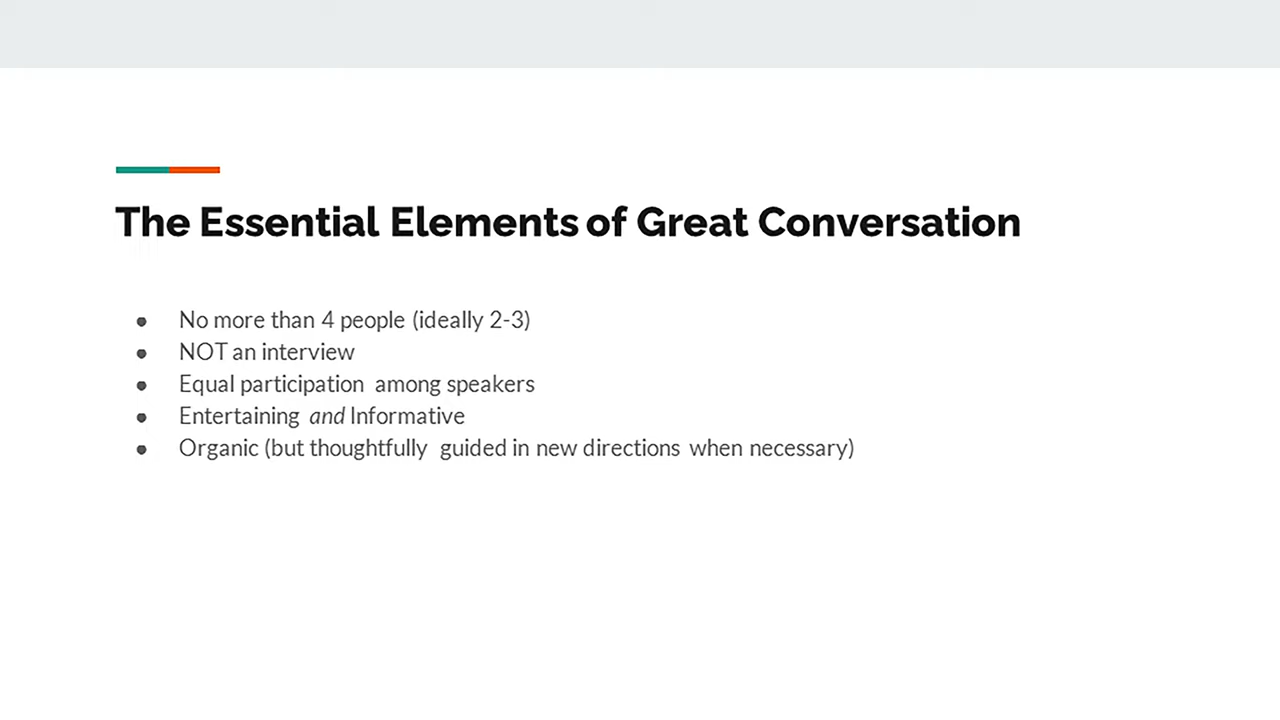 The Essential Elements of Great Conversation
● No more than 4 people (ideally 2-3)
● NOT an interview
● Equal participation among speakers
● Entertaining and Informative
● Organic (but thoughtfully guided in new directions when necessary)